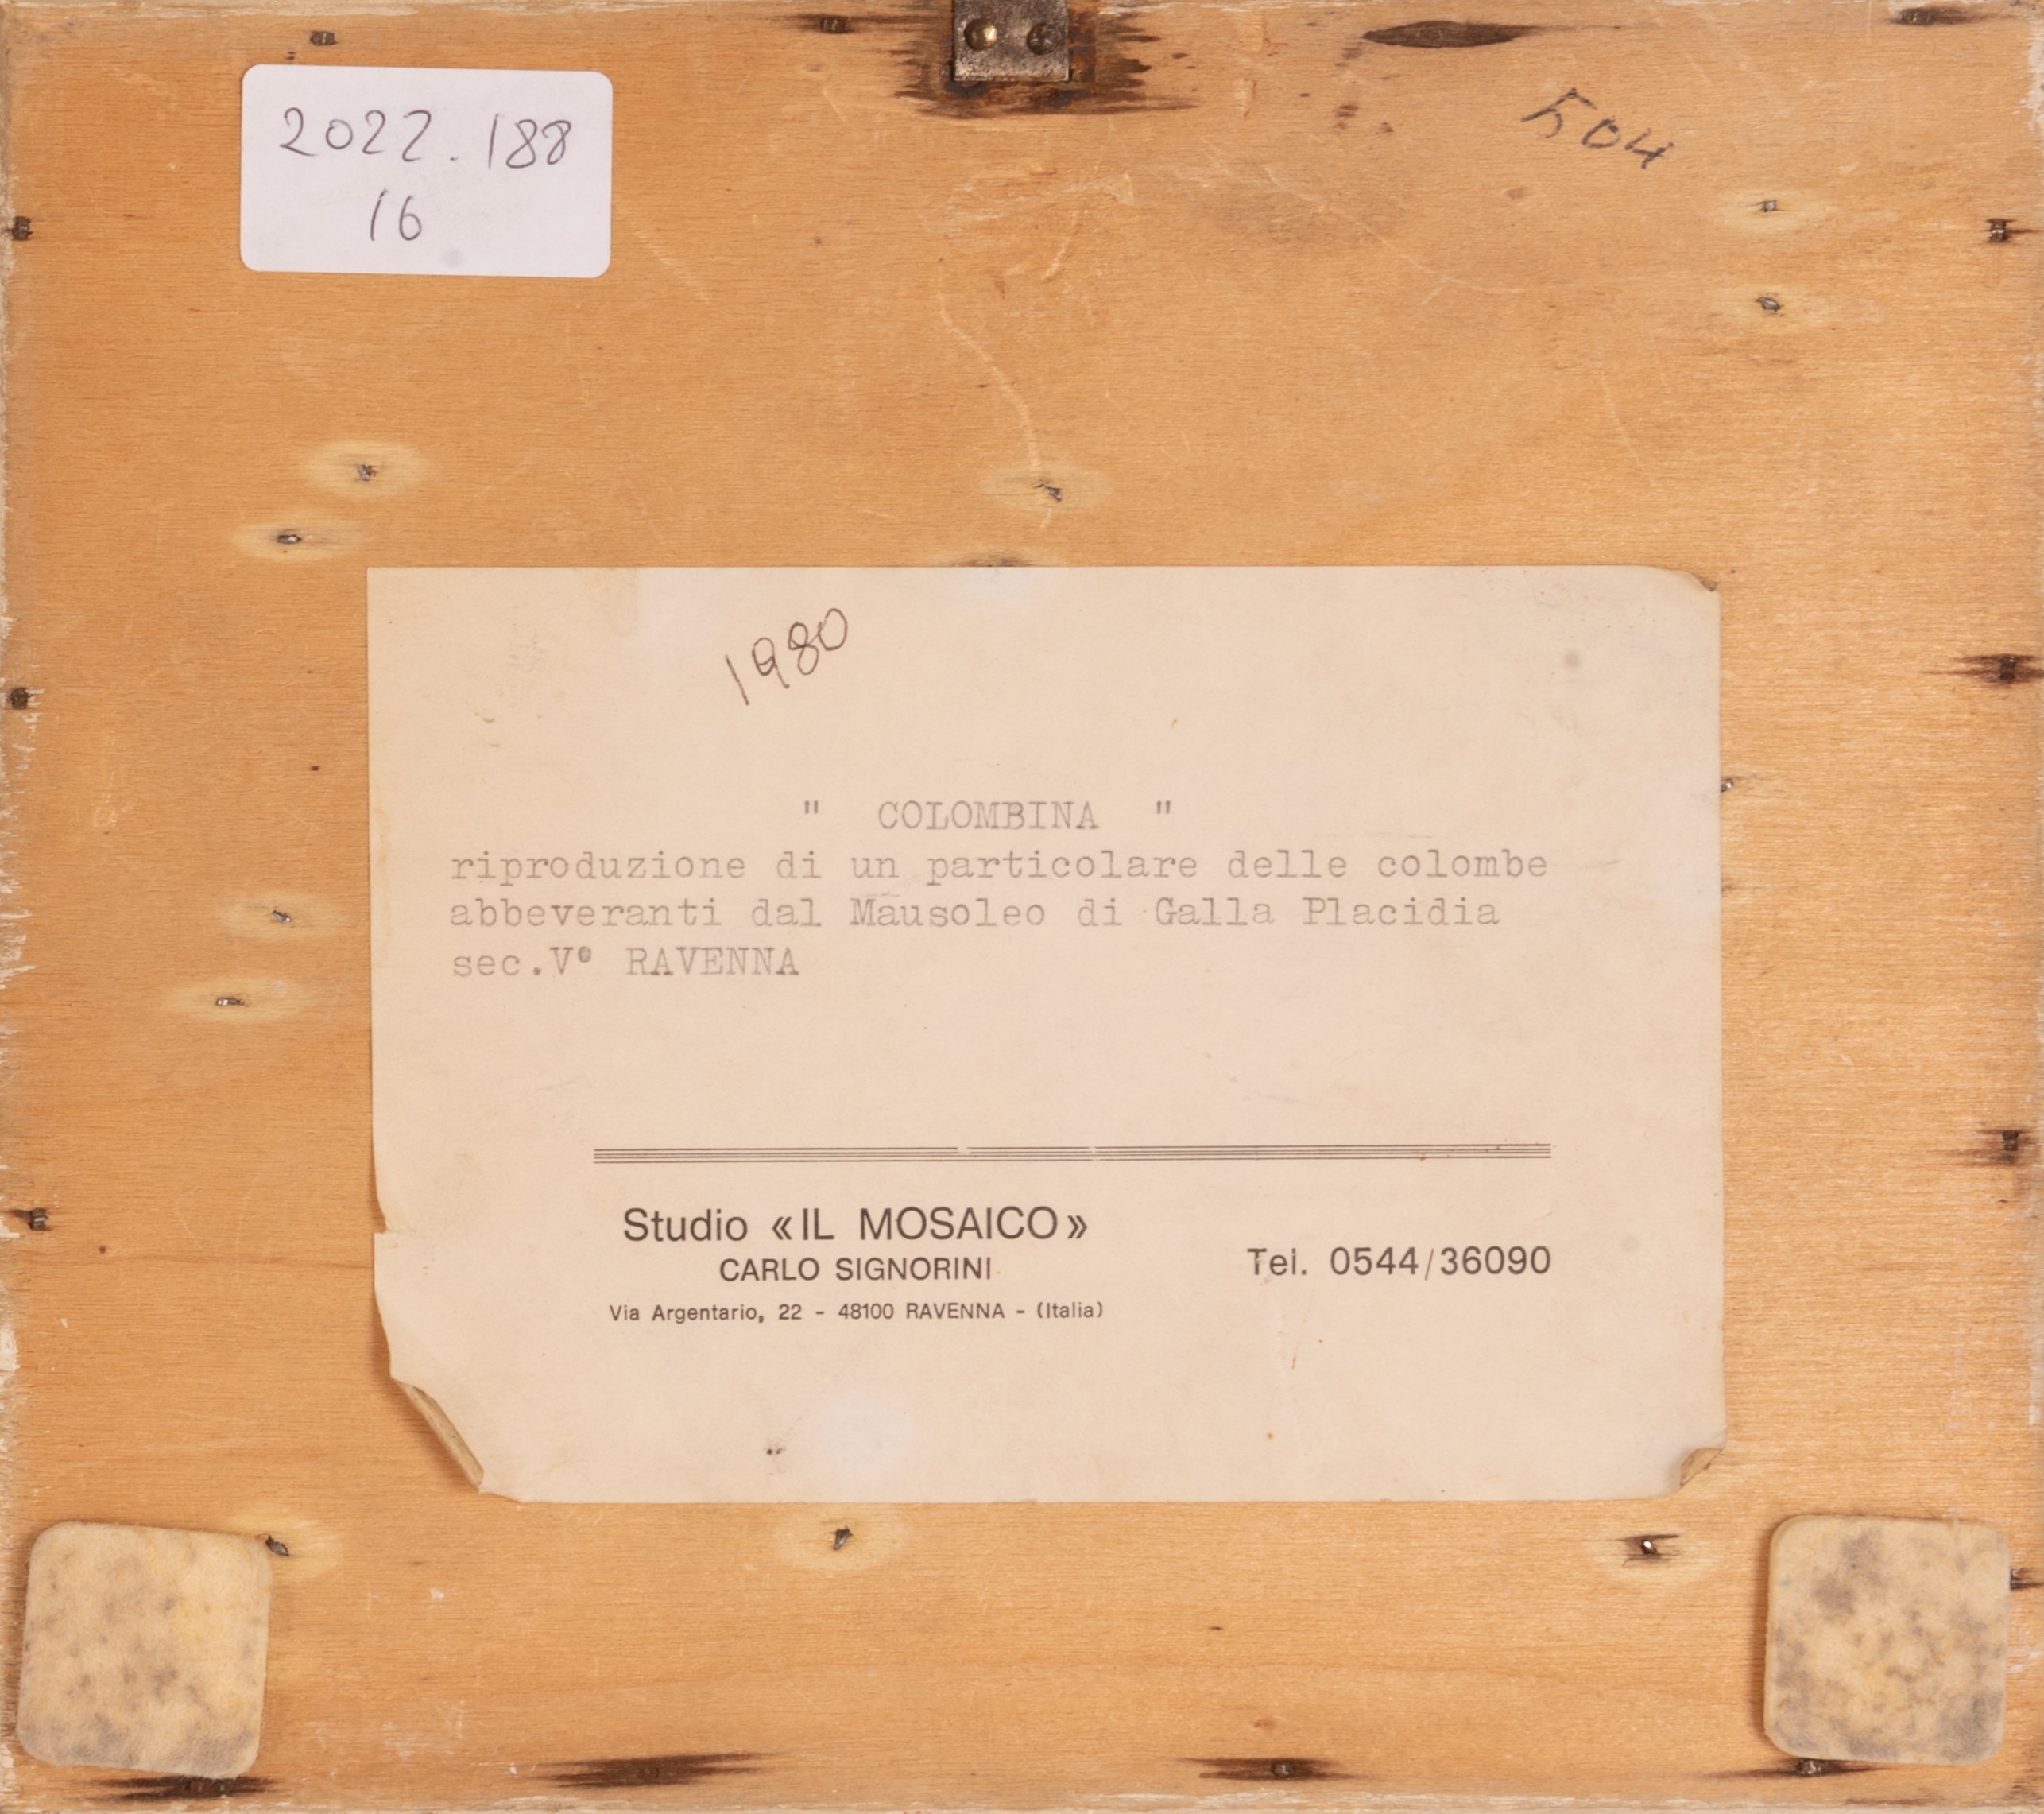 2022.188
16
504
1980
" COLOMBINA "
riproduzione di un particolare delle colombe
abbeveranti dal Mausoleo di Galla Placidia
sec.V° RAVENNA
Studio «IL MOSAICO»
CARLO SIGNORINI
Via Argentario, 22 - 48100 RAVENNA - (Italia)
Tel. 0544/36090